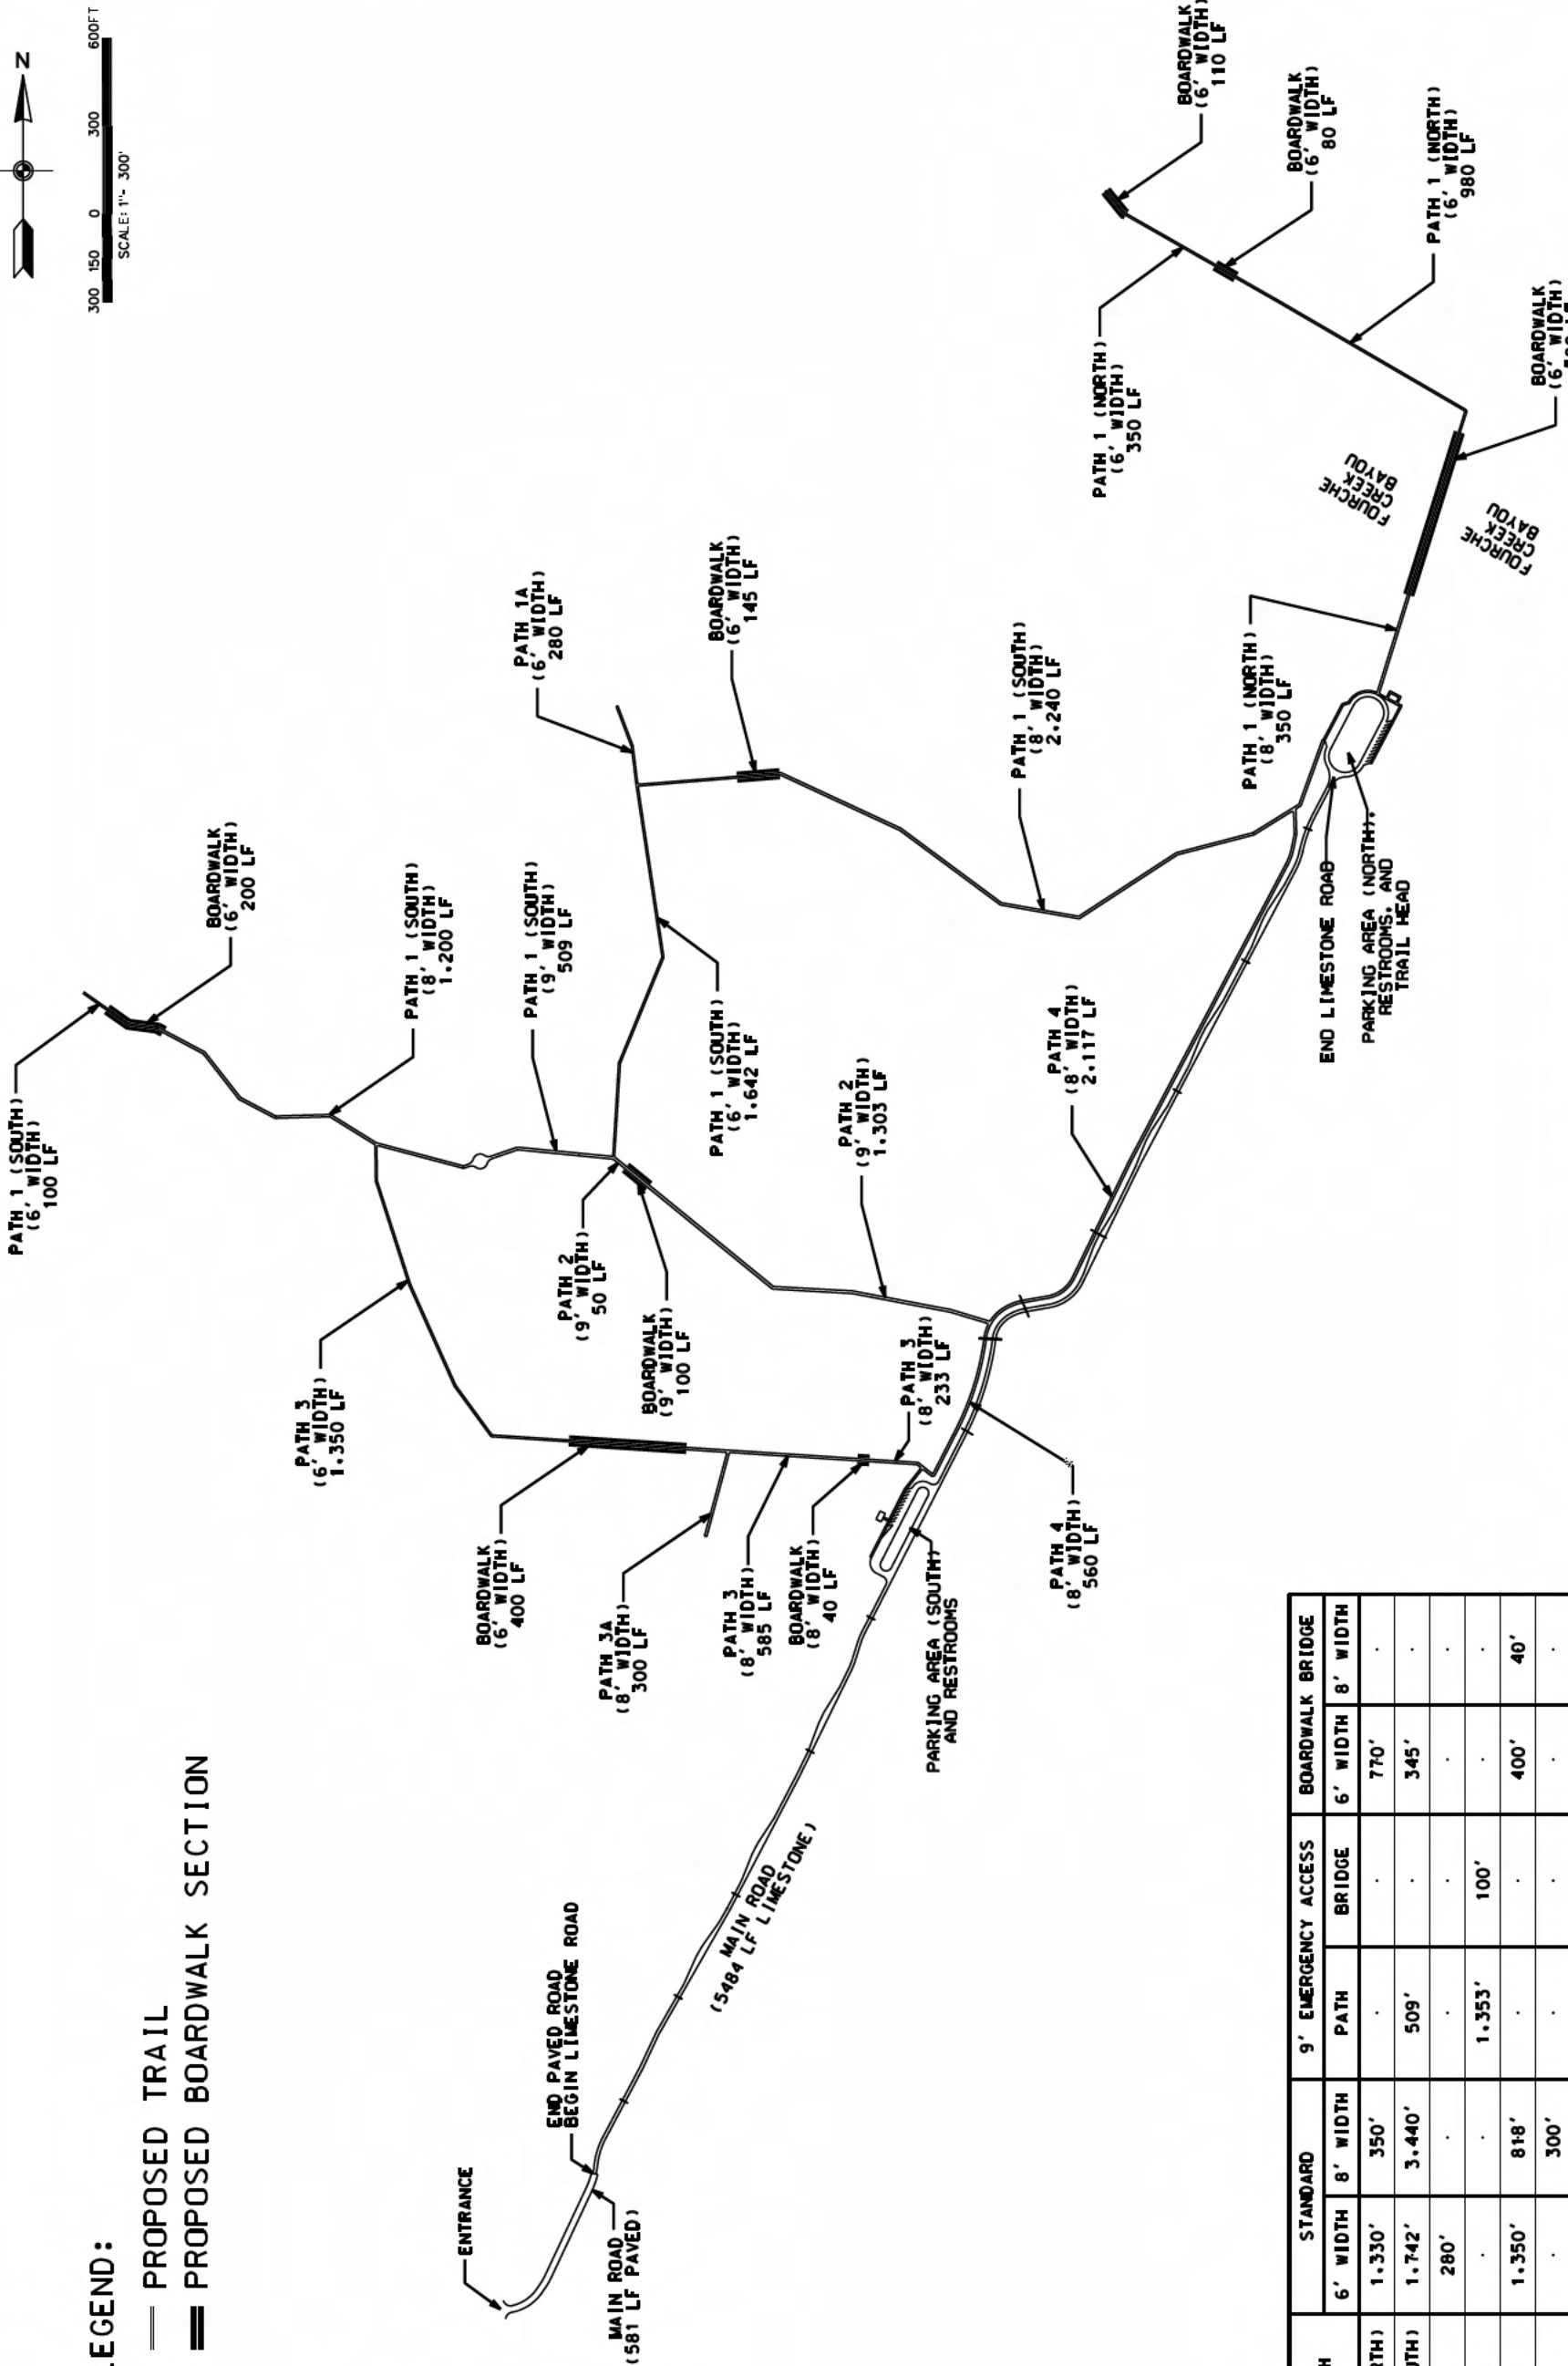 N
300 150 0 300 600FT
SCALE: 1"- 300'
LEGEND:
PROPOSED TRAIL
PROPOSED BOARDWALK SECTION
ENTRANCE
MAIN ROAD
(581 LF PAVED)
END PAVED ROAD
BEGIN LIMESTONE ROAD
MAIN ROAD
(5484 LF LIMESTONE)
PARKING AREA (SOUTH)
AND RESTROOMS
PATH 1 (SOUTH)
(6' WIDTH)
100 LF
BOARDWALK
(6' WIDTH)
200 LF
PATH 1 (SOUTH)
(8' WIDTH)
1.200 LF
PATH 1 (SOUTH)
(9' WIDTH)
509 LF
PATH 3
(6' WIDTH)
1.350 LF
PATH 2
(9' WIDTH)
50 LF
BOARDWALK
(9' WIDTH)
100 LF
BOARDWALK
(6' WIDTH)
400 LF
PATH 3A
(8' WIDTH)
300 LF
PATH 3
(8' WIDTH)
585 LF
BOARDWALK
(8' WIDTH)
40 LF
PATH 3
(8' WIDTH)
233 LF
PATH 4
(8' WIDTH)
560 LF
PATH 1A
(6' WIDTH)
280 LF
BOARDWALK
(6' WIDTH)
145 LF
PATH 1 (SOUTH)
(6' WIDTH)
1.642 LF
PATH 2
(9' WIDTH)
1.303 LF
PATH 4
(8' WIDTH)
2.117 LF
PATH 1 (SOUTH)
(8' WIDTH)
2.240 LF
END LIMESTONE ROAD
PARKING AREA (NORTH).
RESTROOMS. AND
TRAIL HEAD
PATH 1 (NORTH)
(8' WIDTH)
350 LF
FOURCHE
CREEK
BAYOU
FOURCHE
CREEK
BAYOU
BOARDWALK
(6' WIDTH)
PATH 1 (NORTH)
(6' WIDTH)
980 LF
PATH 1 (NORTH)
(6' WIDTH)
350 LF
BOARDWALK
(6' WIDTH)
80 LF
BOARDWALK
(6' WIDTH)
110 LF
STANDARD 9' EMERGENCY ACCESS BOARDWALK BRIDGE
6' WIDTH 8' WIDTH PATH BRIDGE 6' WIDTH 8' WIDTH
1.330' 350' . . 770' .
1.742' 3.440' 509' . 345' .
280' . . . . .
. . 1.353' 100' . .
1.350' 818' . . 400' 40'
. 300' . . . .